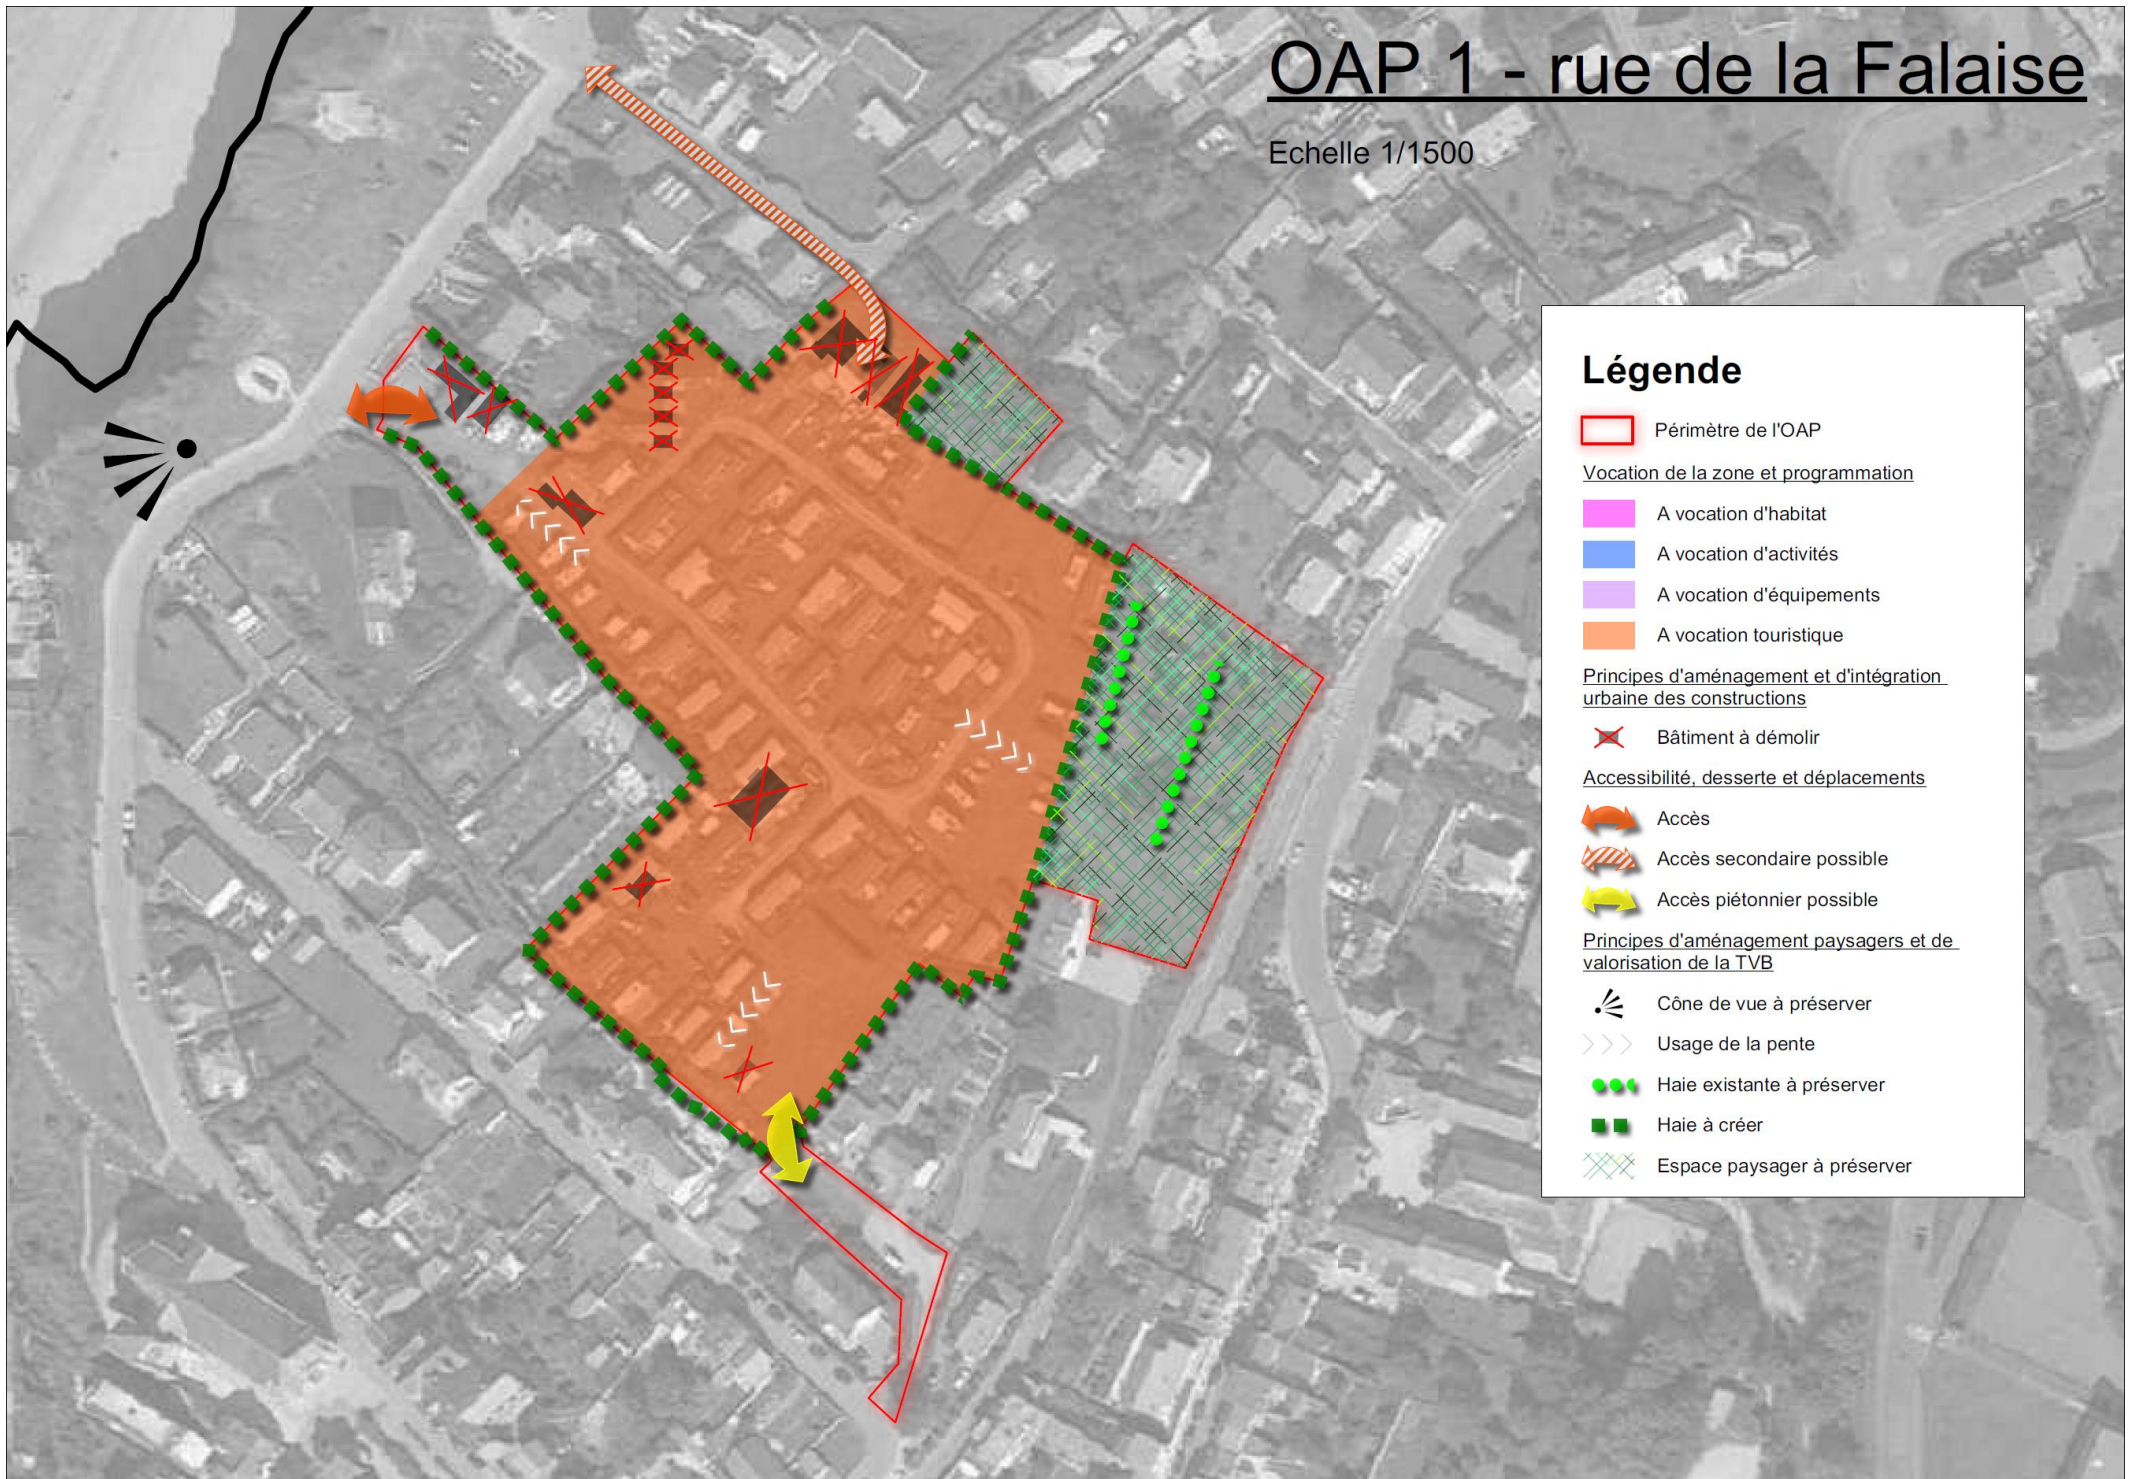 OAP 1 - rue de la Falaise
Echelle 1/1500
Légende
Périmètre de l'OAP
Vocation de la zone et programmation
A vocation d'habitat
A vocation d'activités
A vocation d'équipements
A vocation touristique
Principes d'aménagement et d'intégration
urbaine des constructions
Bâtiment à démolir
Accessibilité, desserte et déplacements
Accès
Accès secondaire possible
Accès piétonnier possible
Principes d'aménagement paysagers et de
valorisation de la TVB
Cône de vue à préserver
Usage de la pente
Haie existante à préserver
Haie à créer
Espace paysager à préserver